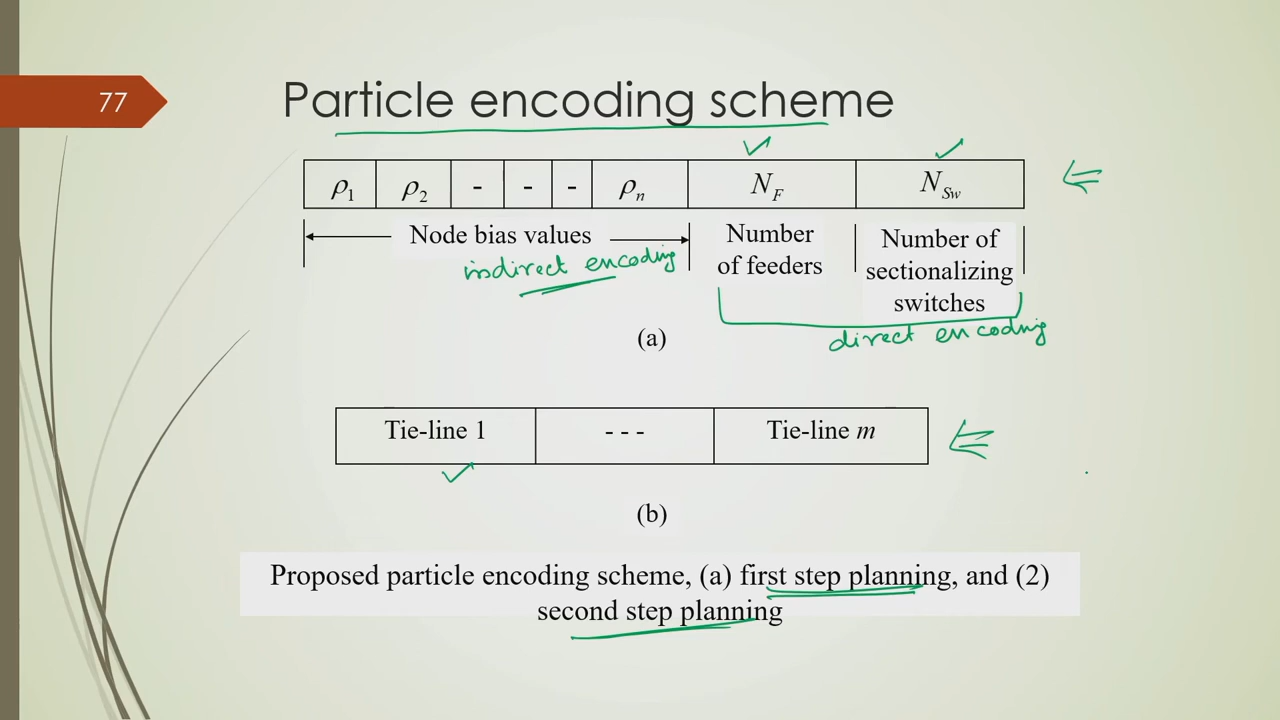 77
Particle encoding scheme
ρ₁ ρ₂ - - - ρₙ N_F N_Sw
Node bias values
indirect encoding
Number
of feeders
Number of
sectionalizing
switches
direct encoding
(a)
Tie-line 1 - - - Tie-line m
(b)
Proposed particle encoding scheme, (a) first step planning, and (2)
second step planning